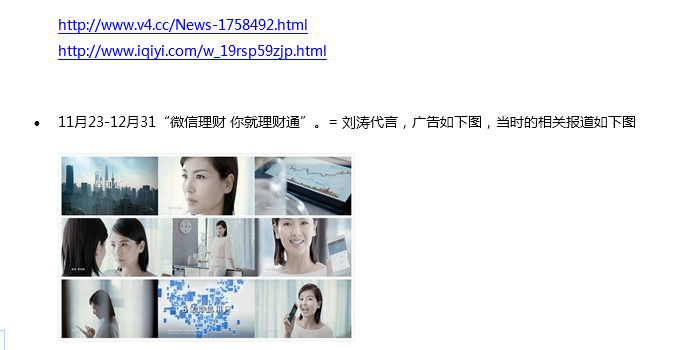 http://www.v4.cc/News-1758492.html
http://www.iqiyi.com/w_19rsp59zjp.html
• 11月23-12月31“微信理财 你就理财通”。= 刘涛代言，广告如下图，当时的相关报道如下图